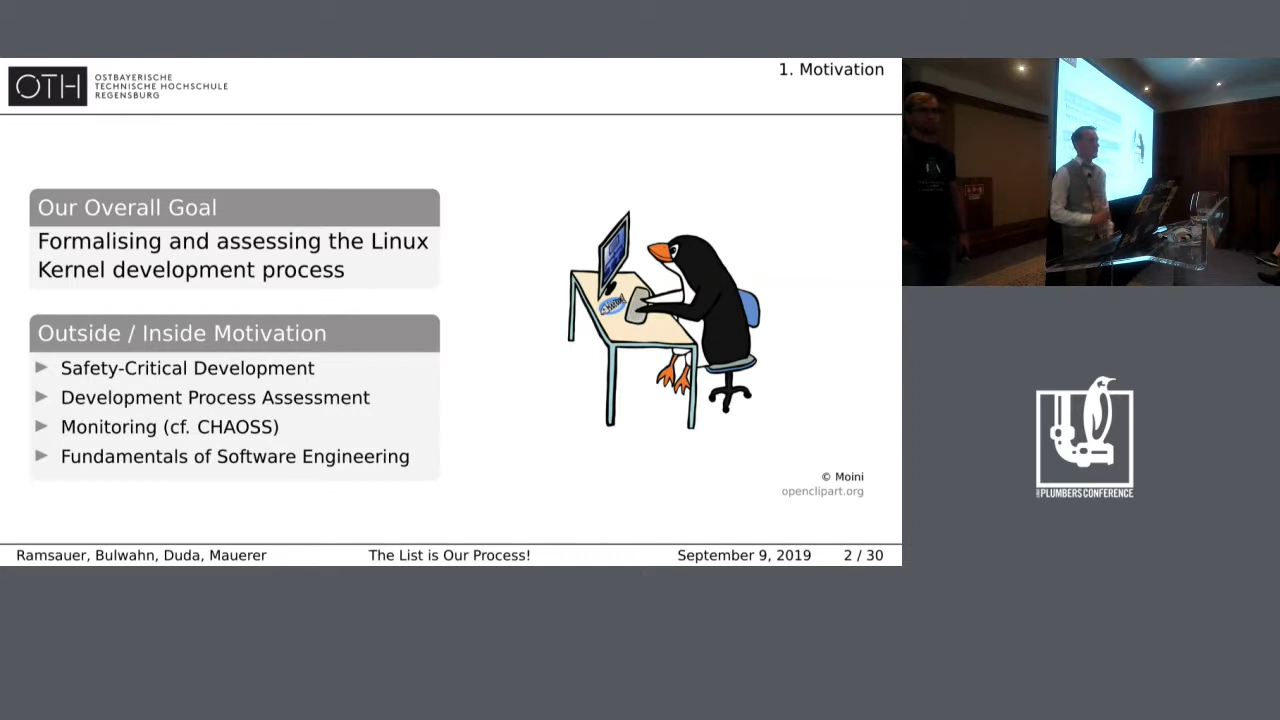 OTH
OSTBAYERISCHE
TECHNISCHE HOCHSCHULE
REGENSBURG
1. Motivation
Our Overall Goal
Formalising and assessing the Linux
Kernel development process
Outside / Inside Motivation
Safety-Critical Development
Development Process Assessment
Monitoring (cf. CHAOSS)
Fundamentals of Software Engineering
© Moini
openclipart.org
Ramsauer, Bulwahn, Duda, Mauerer
The List is Our Process!
September 9, 2019
2 / 30
PLUMBERS CONFERENCE